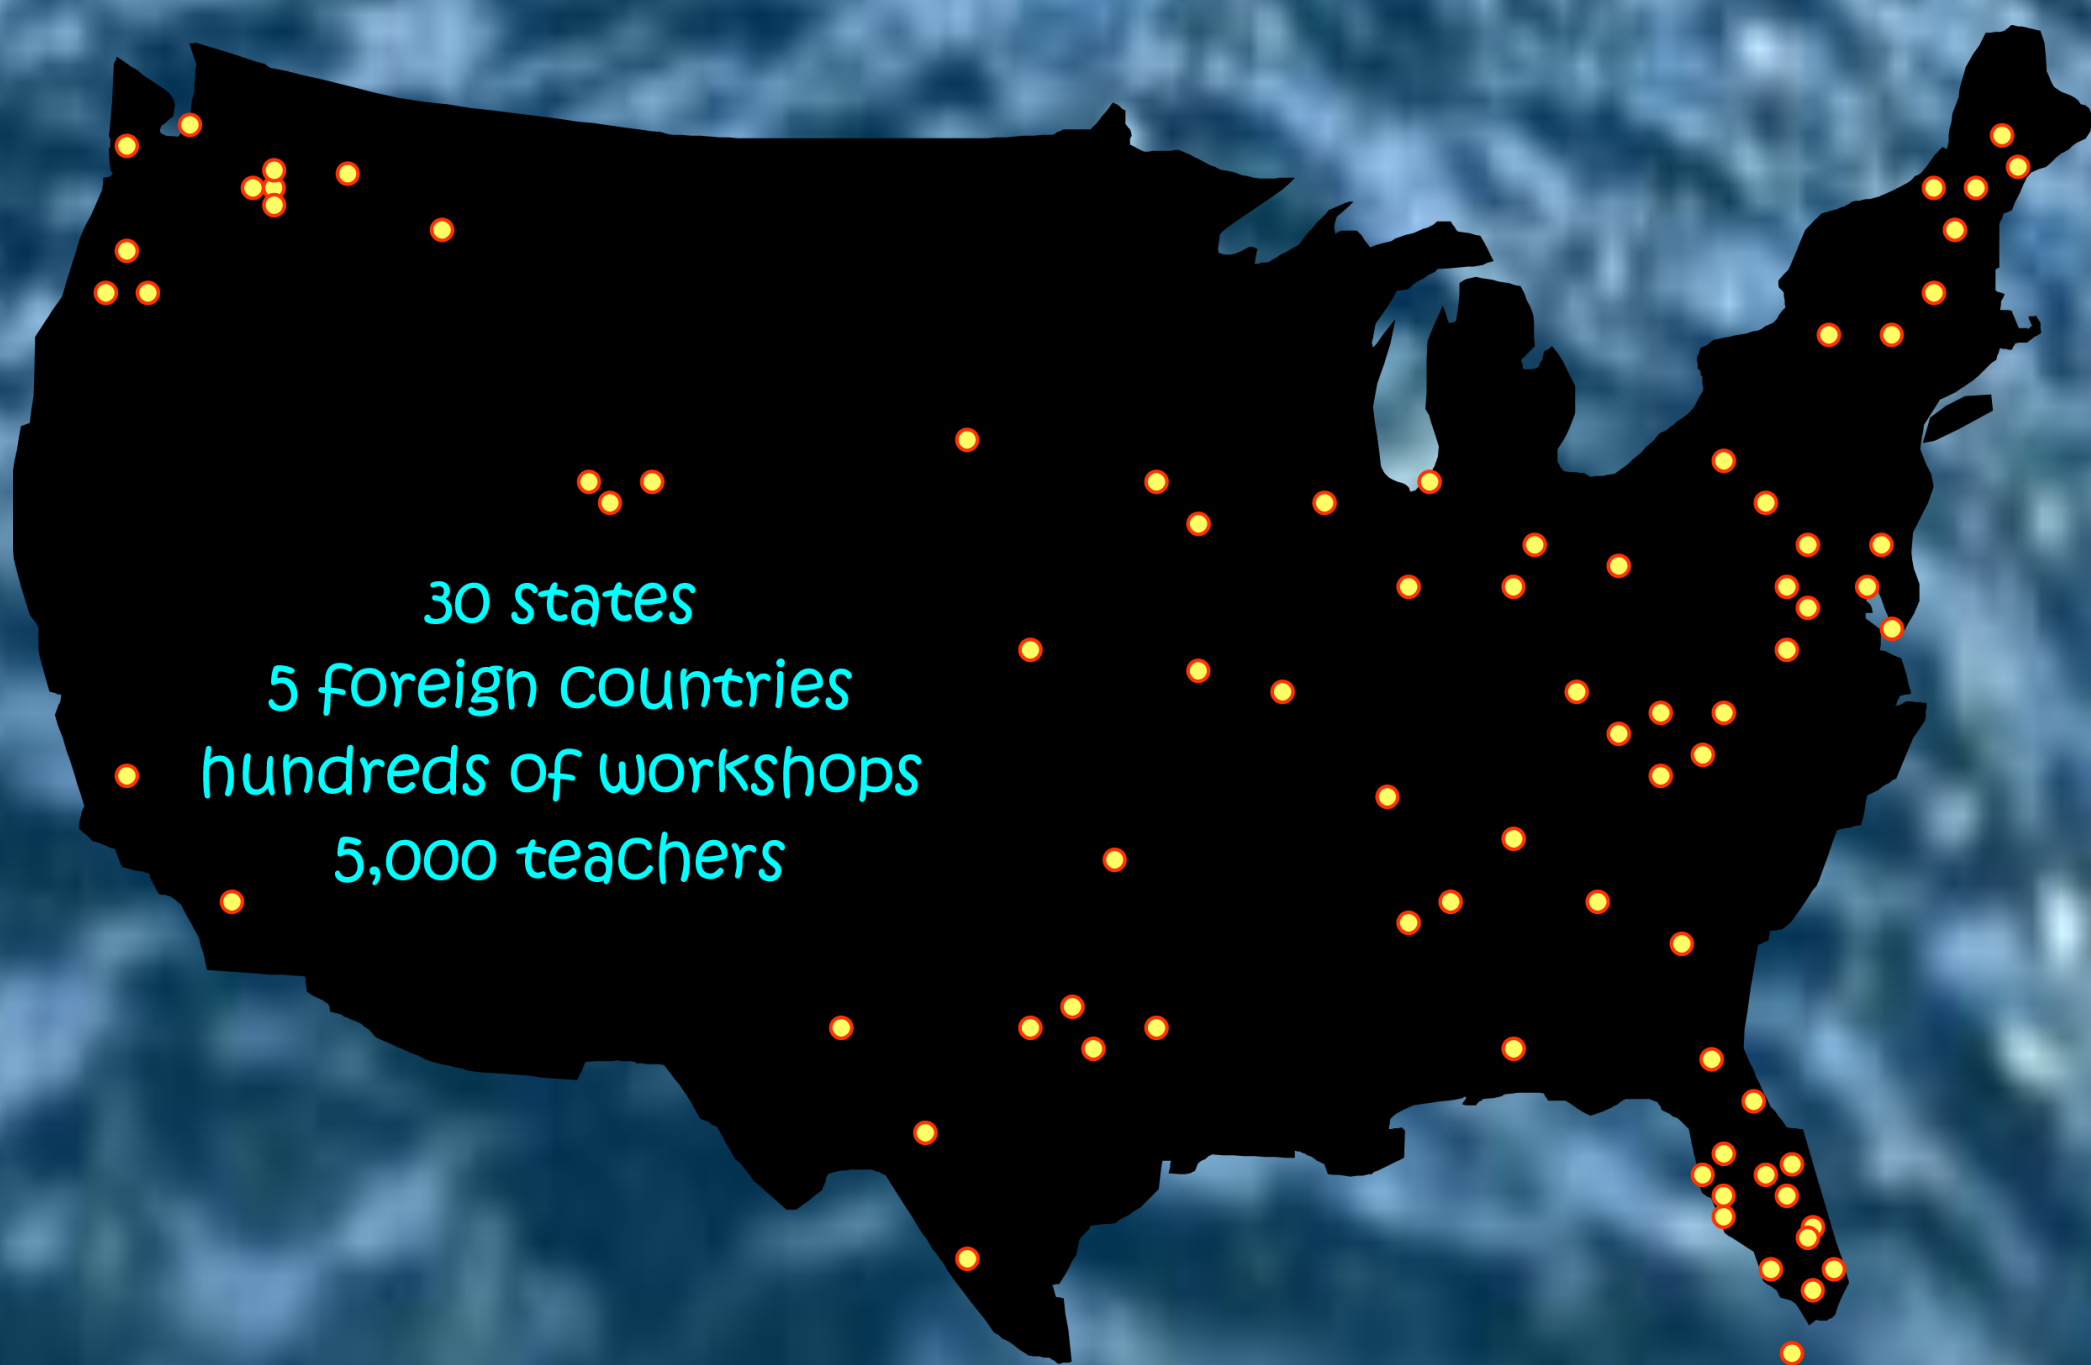 30 states
5 foreign countries
hundreds of workshops
5,000 teachers